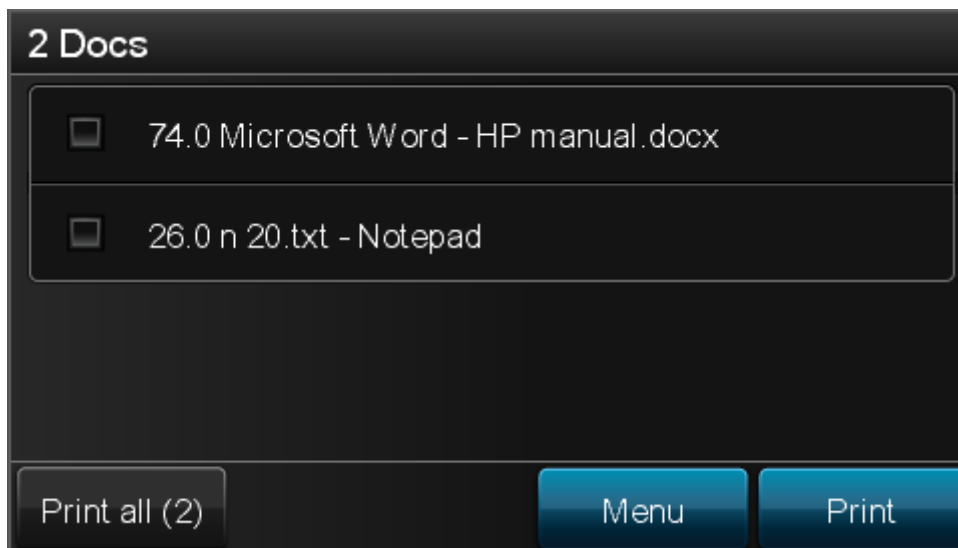 2 Docs
74.0 Microsoft Word - HP manual.docx
26.0 n 20.txt - Notepad
Print all (2)
Menu
Print